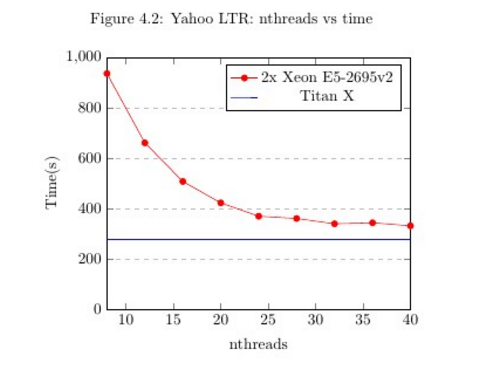 Figure 4.2: Yahoo LTR: nthreads vs time
1,000
2x Xeon E5-2695v2
Titan X
800
600
400
200
0
Time(s)
10 15 20 25 30 35 40
nthreads